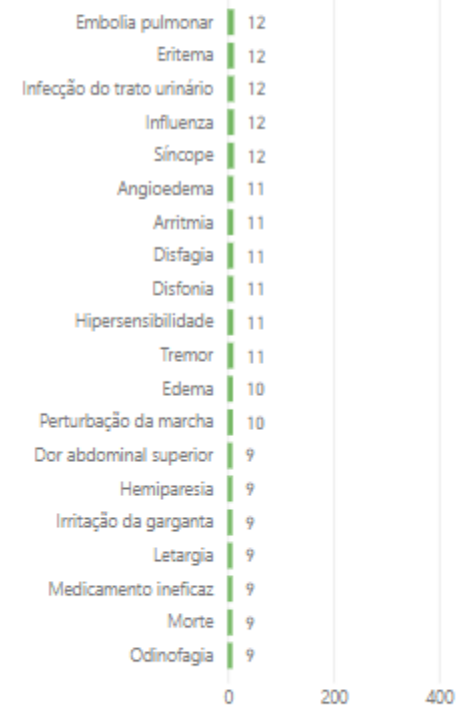 Embolia pulmonar 12
Eritema 12
Infecção do trato urinário 12
Influenza 12
Síncope 12
Angioedema 11
Arritmia 11
Disfagia 11
Disfonia 11
Hipersensibilidade 11
Tremor 11
Edema 10
Perturbação da marcha 10
Dor abdominal superior 9
Hemiparesia 9
Irritação da garganta 9
Letargia 9
Medicamento ineficaz 9
Morte 9
Odinofagia 9
0 200 400